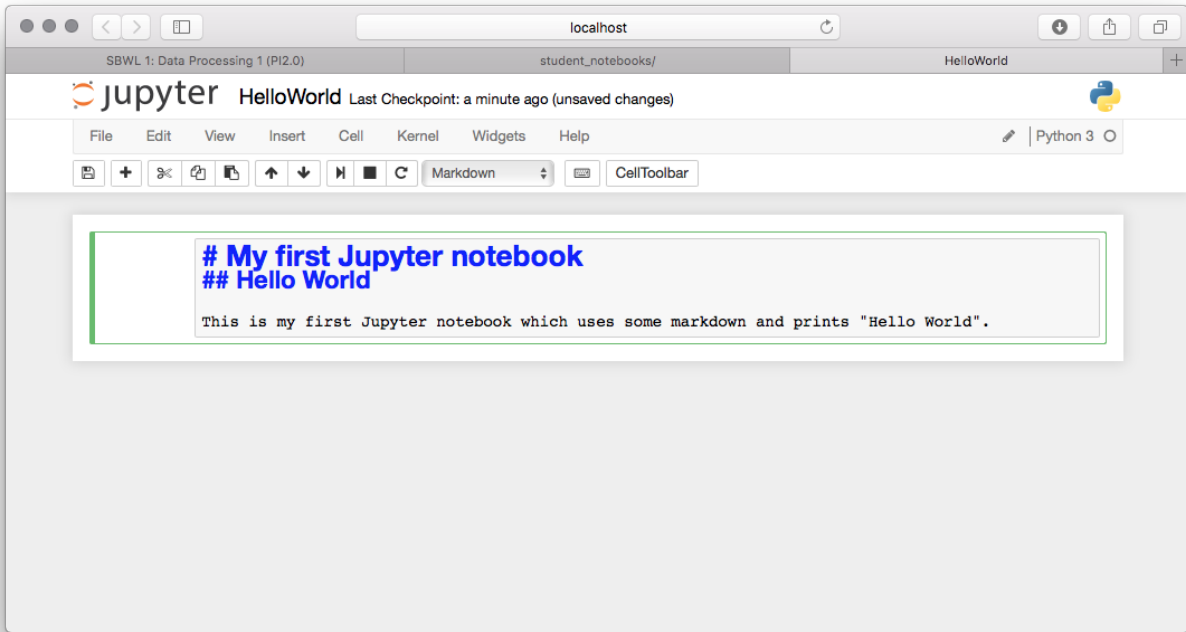 localhost
SBWL 1: Data Processing 1 (PI2.0) student_notebooks/ HelloWorld +
jupyter HelloWorld Last Checkpoint: a minute ago (unsaved changes)
File Edit View Insert Cell Kernel Widgets Help Python 3
Markdown CellToolbar
# My first Jupyter notebook
## Hello World
This is my first Jupyter notebook which uses some markdown and prints "Hello World".